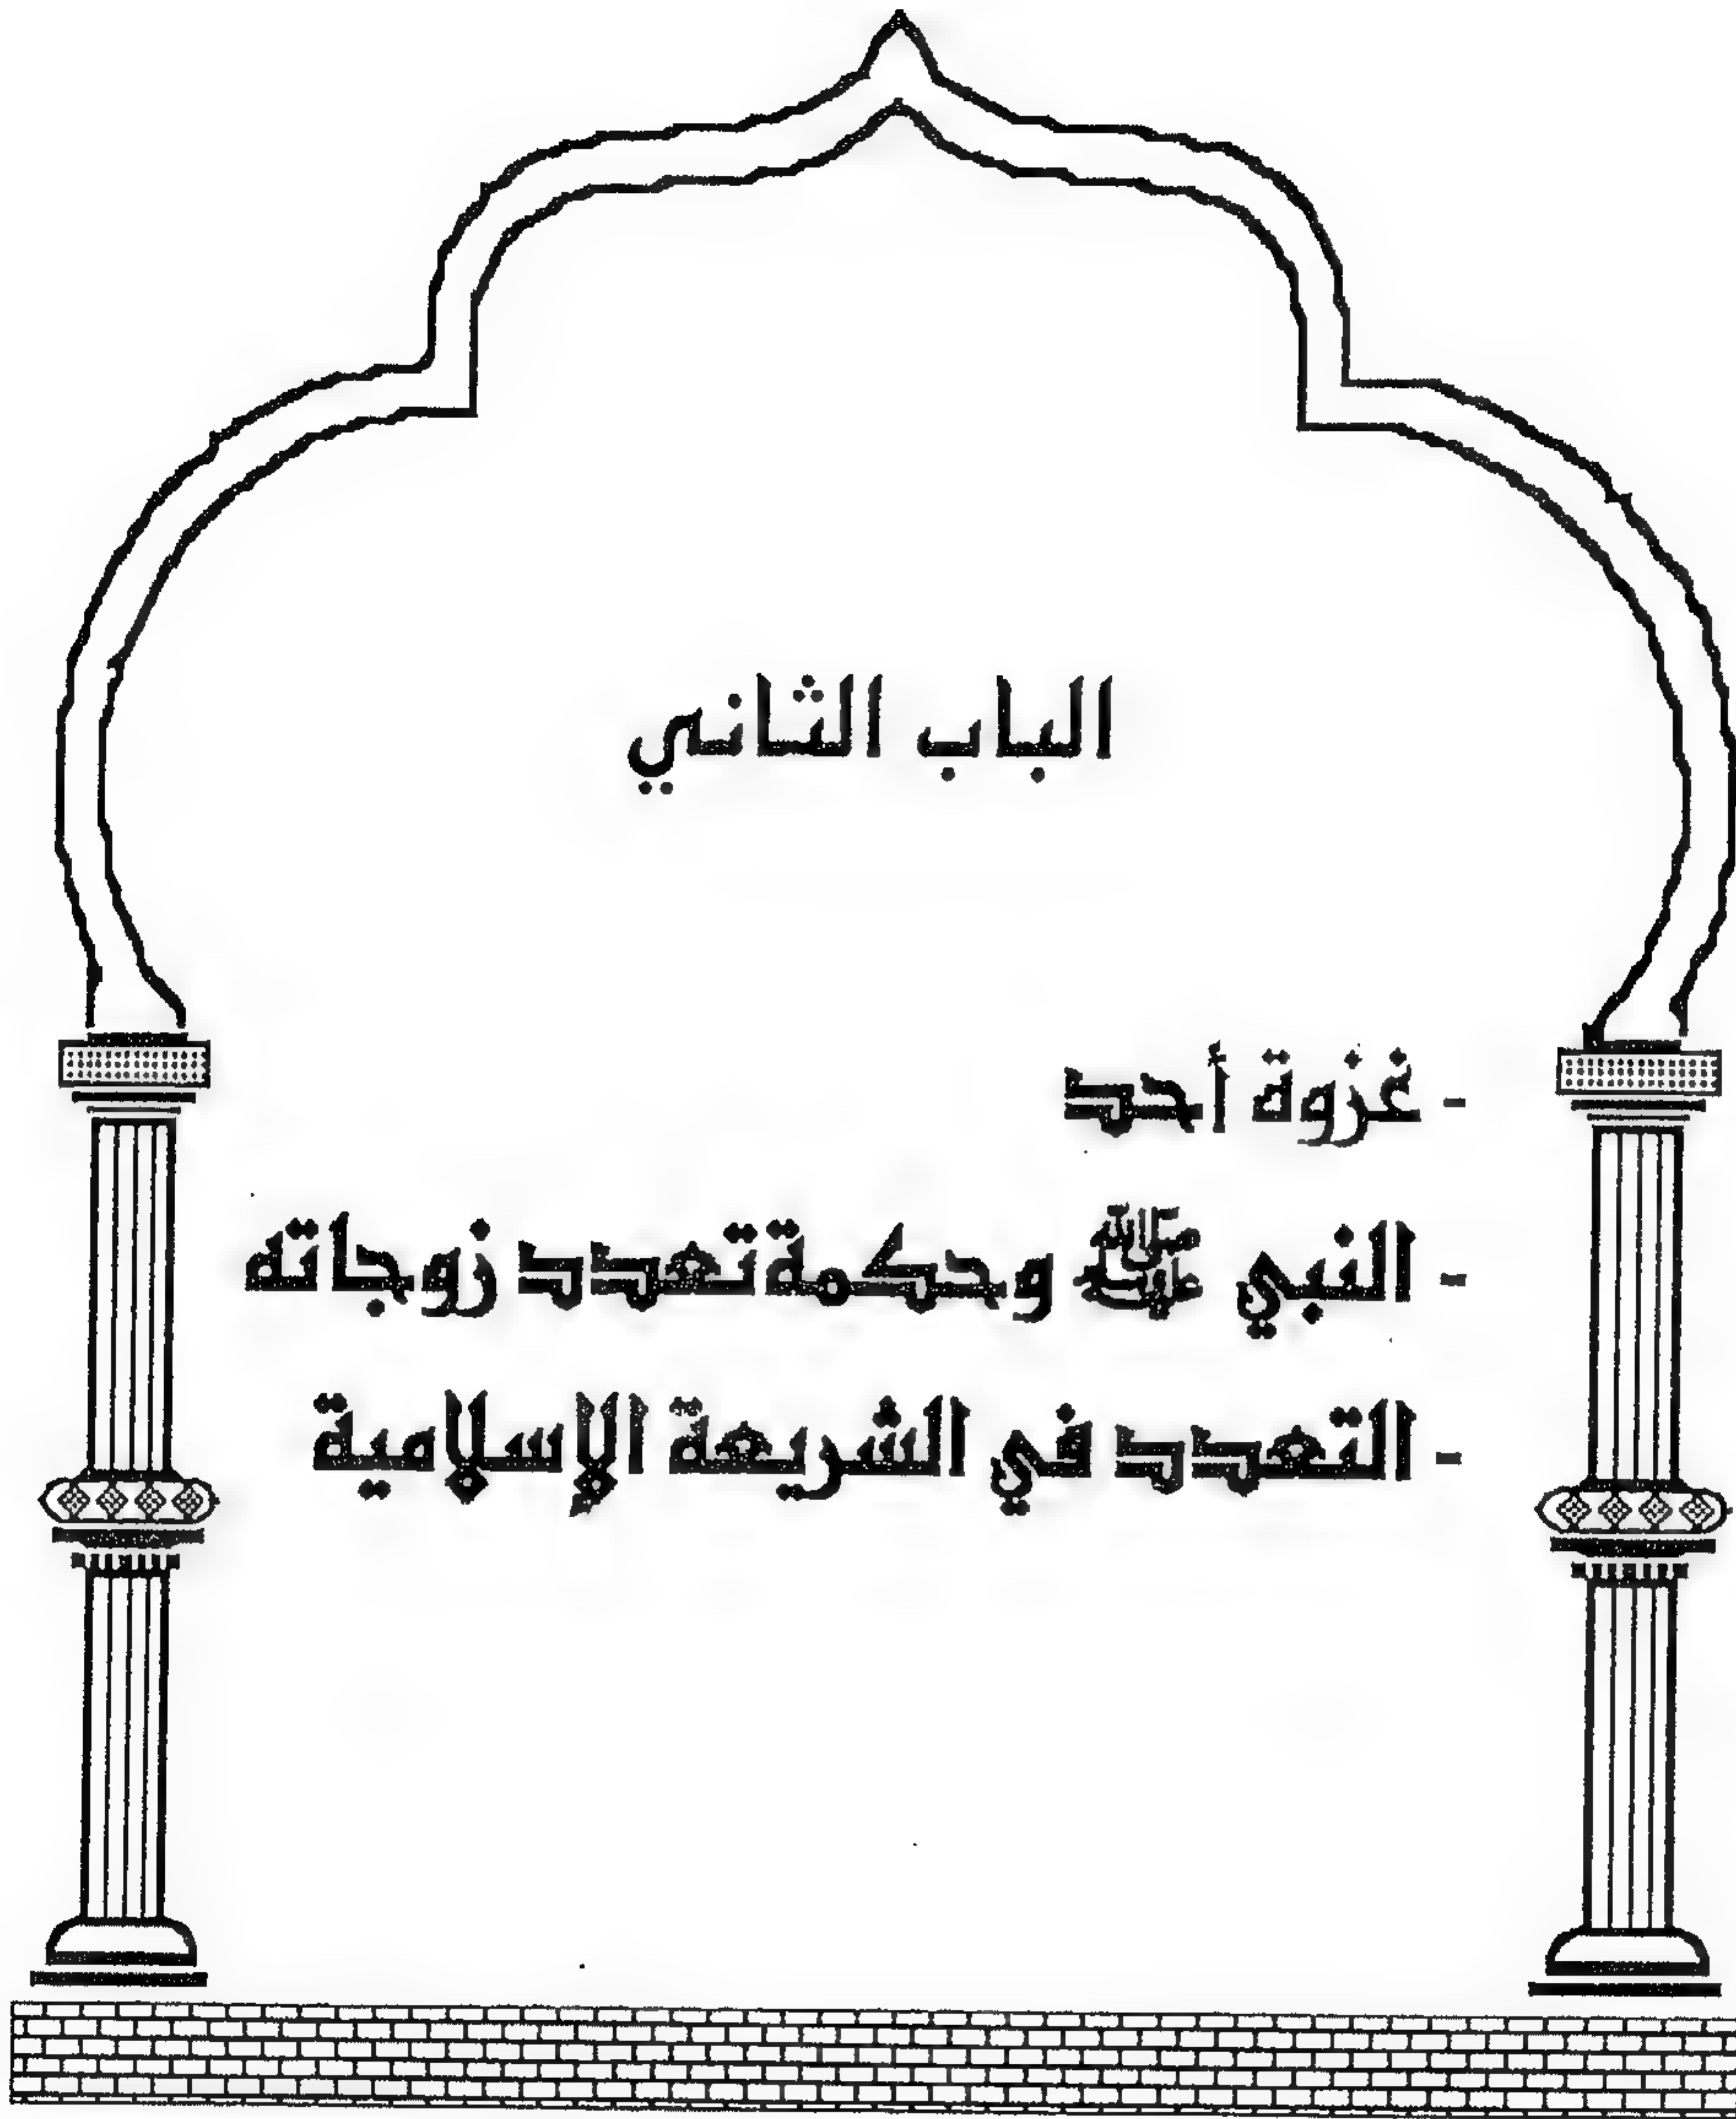 الباب الثاني
- غزوة أحد
- النبي ﷺ وحكمة تعدد زوجاته
- التعدد في الشريعة الإسلامية